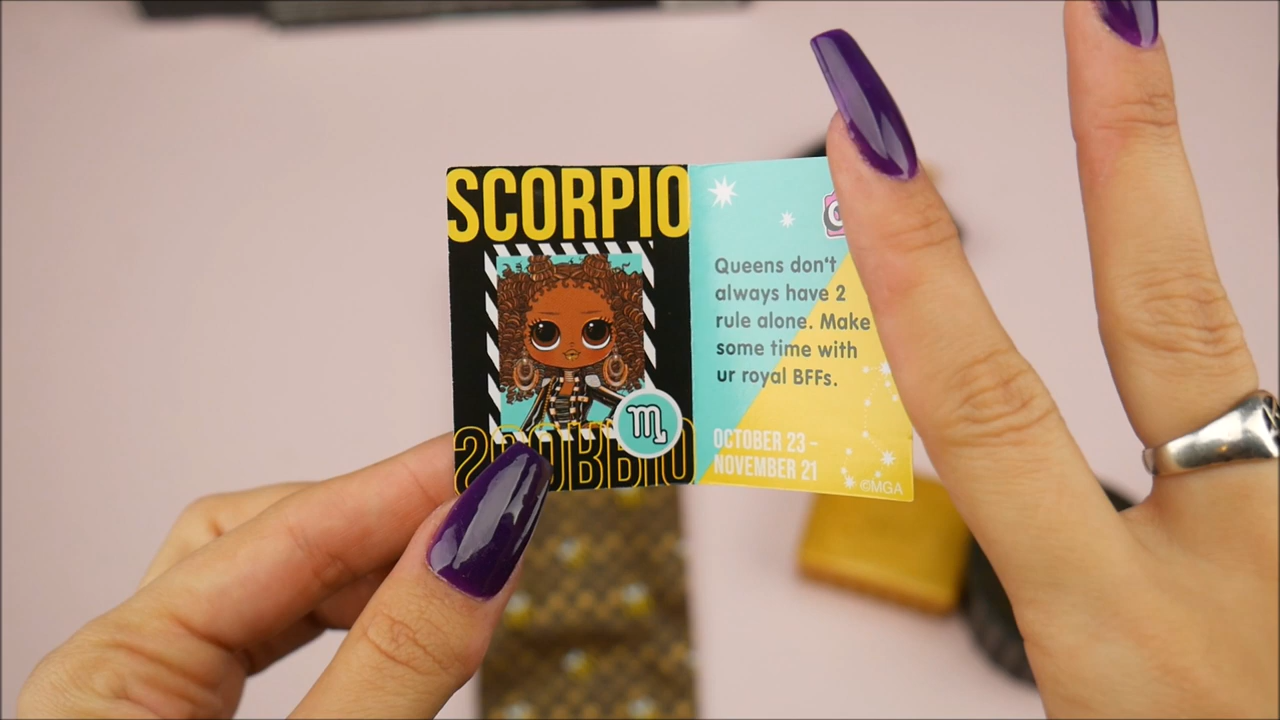 SCORPIO
SCORPIO
Queens don't
always have 2
rule alone. Make
some time with
ur royal BFFs.
OCTOBER 23 -
NOVEMBER 21
©MGA